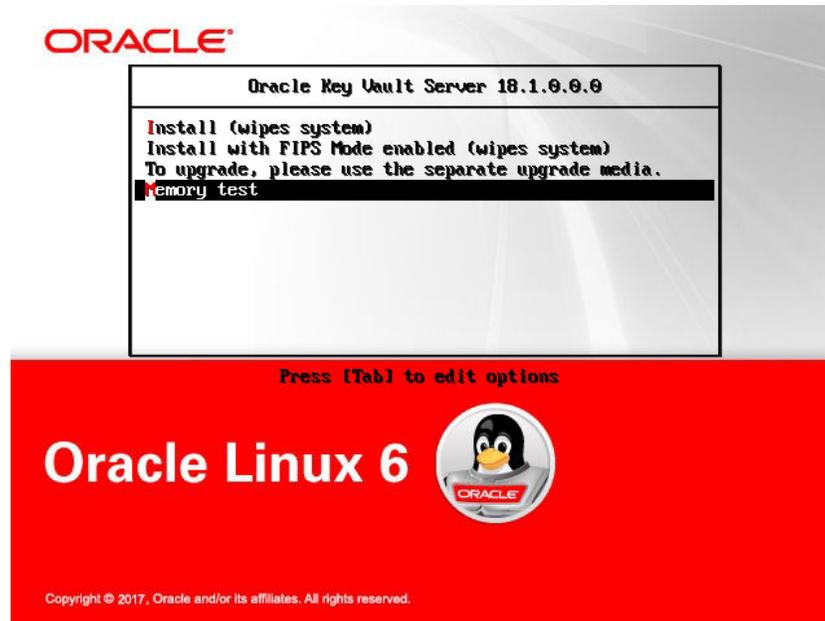 ORACLE®
Oracle Key Vault Server 18.1.0.0.0
Install (wipes system)
Install with FIPS Mode enabled (wipes system)
To upgrade, please use the separate upgrade media.
Memory test
Press [Tab] to edit options
Oracle Linux 6
ORACLE
Copyright © 2017, Oracle and/or its affiliates. All rights reserved.